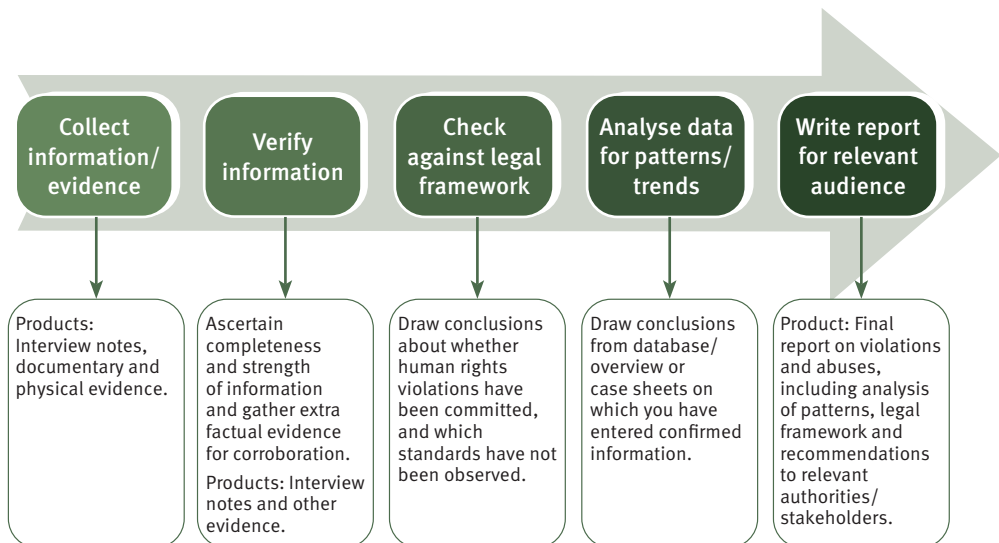 Collect
information/
evidence
Verify
information
Check
against legal
framework
Analyse data
for patterns/
trends
Write report
for relevant
audience
Products:
Interview notes,
documentary and
physical evidence.
Ascertain
completeness
and strength
of information
and gather extra
factual evidence
for corroboration.
Products: Interview
notes and other
evidence.
Draw conclusions
about whether
human rights
violations have
been committed,
and which
standards have not
been observed.
Draw conclusions
from database/
overview or
case sheets on
which you have
entered confirmed
information.
Product: Final
report on violations
and abuses,
including analysis
of patterns, legal
framework and
recommendations
to relevant
authorities/
stakeholders.